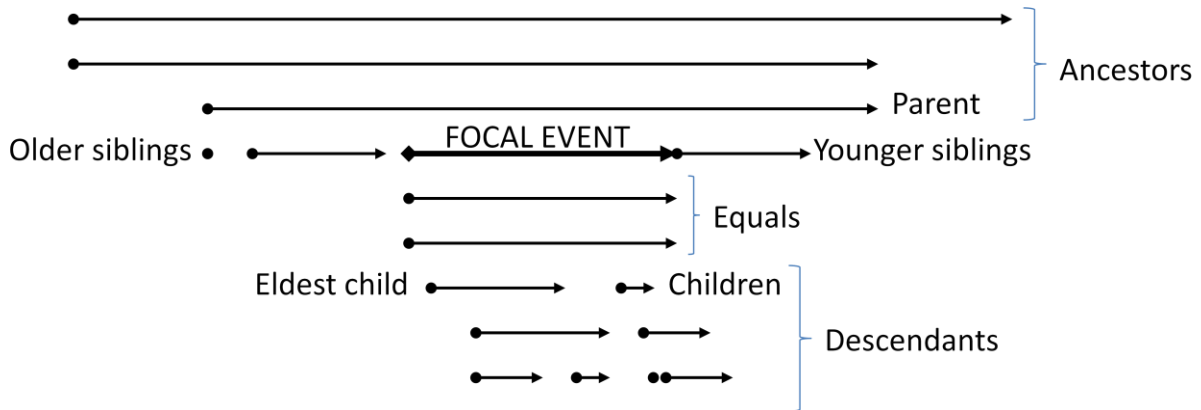 Ancestors
Parent
Older siblings FOCAL EVENT Younger siblings
Equals
Eldest child Children
Descendants